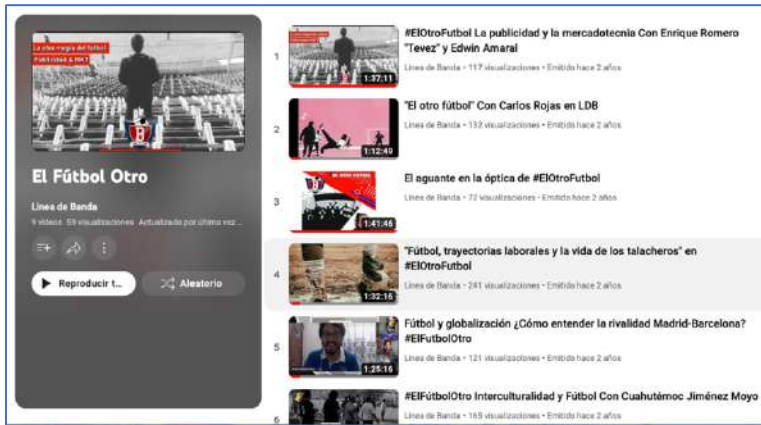 La otra magia del fútbol
Publicidad & MKT
El Fútbol Otro
Línea de Banda
9 videos 59 visualizaciones Actualizado por última vez ...
Reproducir t...
Aleatorio
1
1:37:11
#ElOtroFutbol La publicidad y la mercadotecnia Con Enrique Romero
"Tevez" y Edwin Amaral
Línea de Banda • 117 visualizaciones • Emitido hace 2 años
2
1:12:49
"El otro fútbol" Con Carlos Rojas en LDB
Línea de Banda • 132 visualizaciones • Emitido hace 2 años
3
1:41:46
El aguante en la óptica de #ElOtroFutbol
Línea de Banda • 72 visualizaciones • Emitido hace 2 años
4
1:32:16
"Fútbol, trayectorias laborales y la vida de los talacheros" en
#ElOtroFutbol
Línea de Banda • 241 visualizaciones • Emitido hace 2 años
5
1:25:16
Fútbol y globalización ¿Cómo entender la rivalidad Madrid-Barcelona?
#ElFutbolOtro
Línea de Banda • 121 visualizaciones • Emitido hace 2 años
6
#ElFútbolOtro Interculturalidad y Fútbol Con Cuahutémoc Jiménez Moyo
Línea de Banda • 165 visualizaciones • Emitido hace 2 años